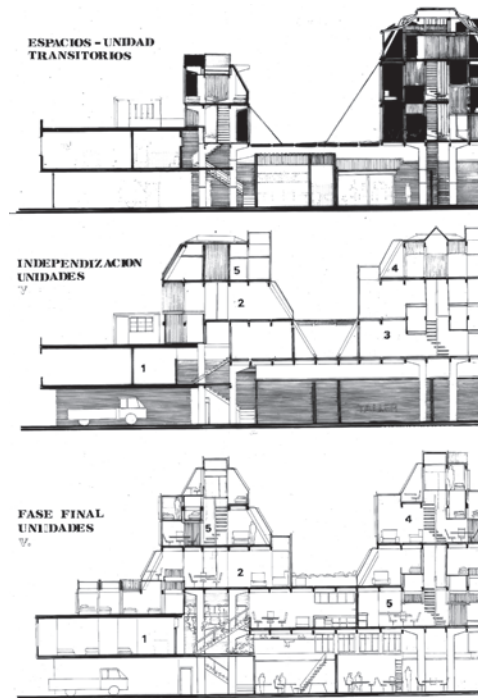 ESPACIOS-UNIDAD
TRANSITORIOS
INDEPENDIZACION
UNIDADES
V
5
4
2
3
1
TALLER
FASE FINAL
UNIDADES
V.
5
4
2
5
1